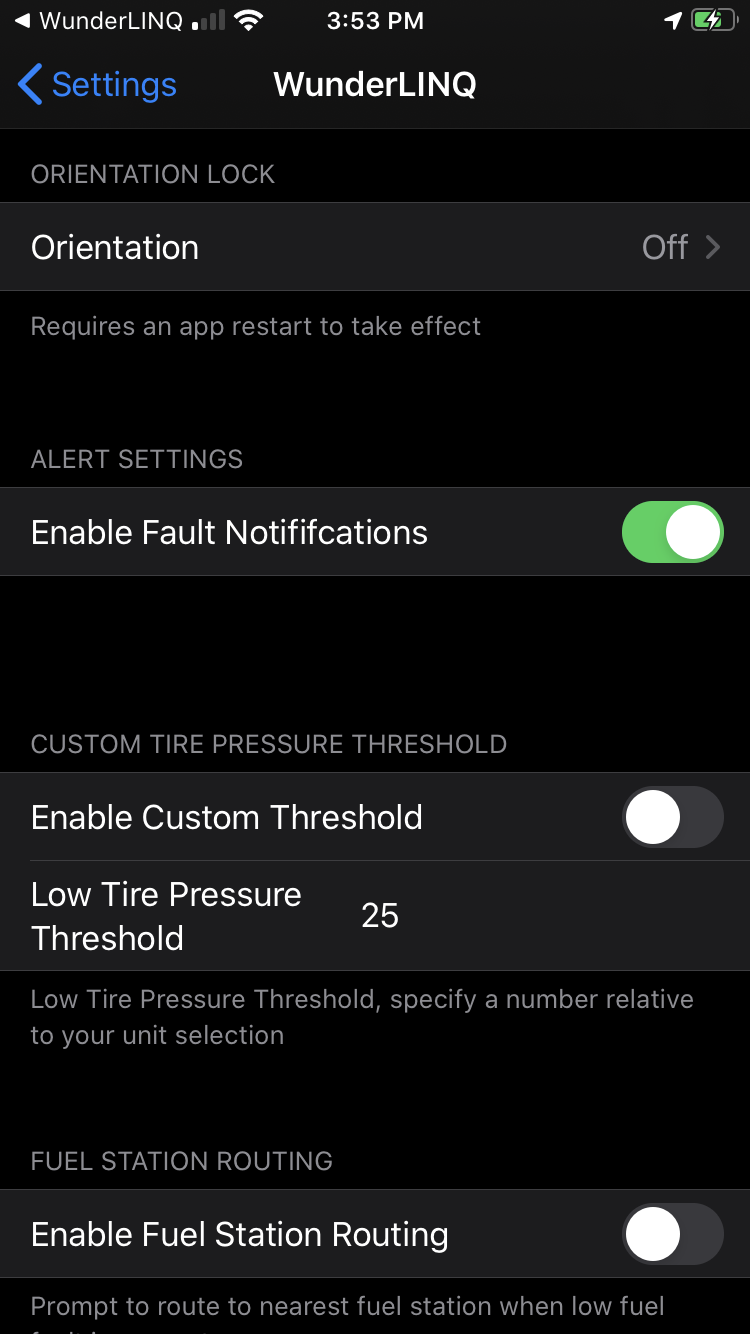 WunderLINQ
3:53 PM
Settings
WunderLINQ
ORIENTATION LOCK
Orientation
Off
Requires an app restart to take effect
ALERT SETTINGS
Enable Fault Notififcations
CUSTOM TIRE PRESSURE THRESHOLD
Enable Custom Threshold
Low Tire Pressure
Threshold
25
Low Tire Pressure Threshold, specify a number relative
to your unit selection
FUEL STATION ROUTING
Enable Fuel Station Routing
Prompt to route to nearest fuel station when low fuel